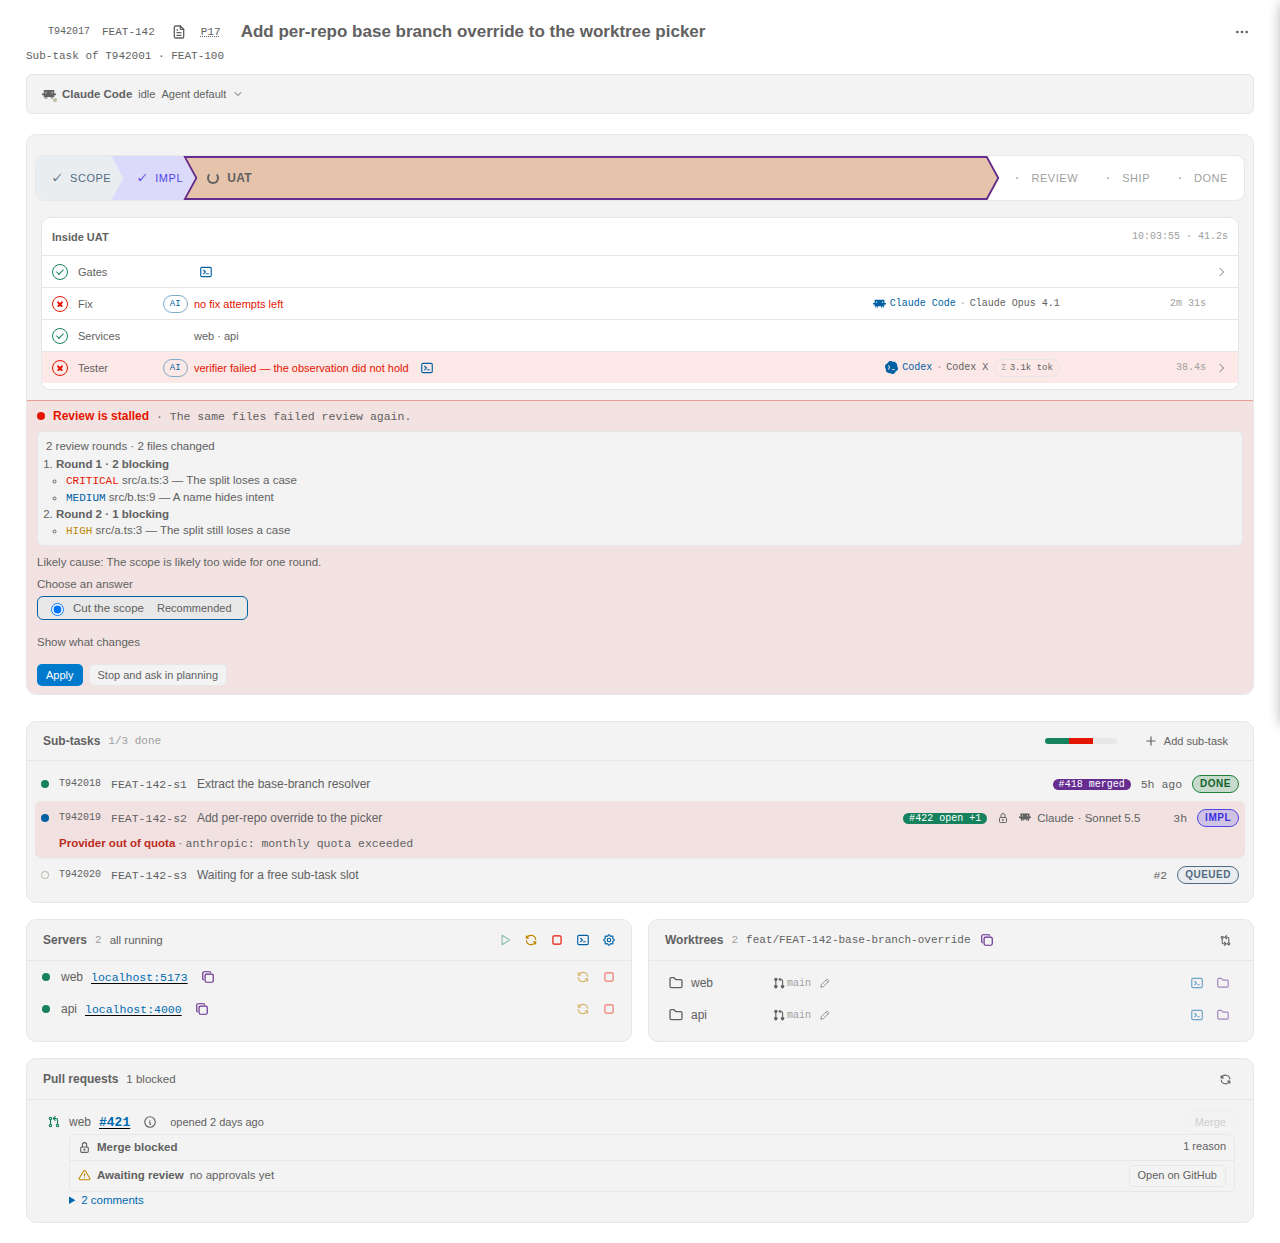 T942017 FEAT-142 P17 Add per-repo base branch override to the worktree picker
Sub-task of T942001 · FEAT-100
Claude Code idle Agent default
SCOPE IMPL UAT REVIEW SHIP DONE
Inside UAT 10:03:55 · 41.2s
Gates
Fix AI no fix attempts left Claude Code · Claude Opus 4.1 2m 31s
Services web · api
Tester AI verifier failed — the observation did not hold Codex · Codex X Σ 3.1k tok 38.4s
Review is stalled · The same files failed review again.
2 review rounds · 2 files changed
1. Round 1 · 2 blocking
CRITICAL src/a.ts:3 — The split loses a case
MEDIUM src/b.ts:9 — A name hides intent
2. Round 2 · 1 blocking
HIGH src/a.ts:3 — The split still loses a case
Likely cause: The scope is likely too wide for one round.
Choose an answer
Cut the scope Recommended
Show what changes
Apply Stop and ask in planning
Sub-tasks 1/3 done Add sub-task
T942018 FEAT-142-s1 Extract the base-branch resolver #418 merged 5h ago DONE
T942019 FEAT-142-s2 Add per-repo override to the picker #422 open +1 Claude · Sonnet 5.5 3h IMPL
Provider out of quota · anthropic: monthly quota exceeded
T942020 FEAT-142-s3 Waiting for a free sub-task slot #2 QUEUED
Servers 2 all running
web localhost:5173
api localhost:4000
Worktrees 2 feat/FEAT-142-base-branch-override
web main
api main
Pull requests 1 blocked
web #421 opened 2 days ago Merge
Merge blocked 1 reason
Awaiting review no approvals yet Open on GitHub
2 comments